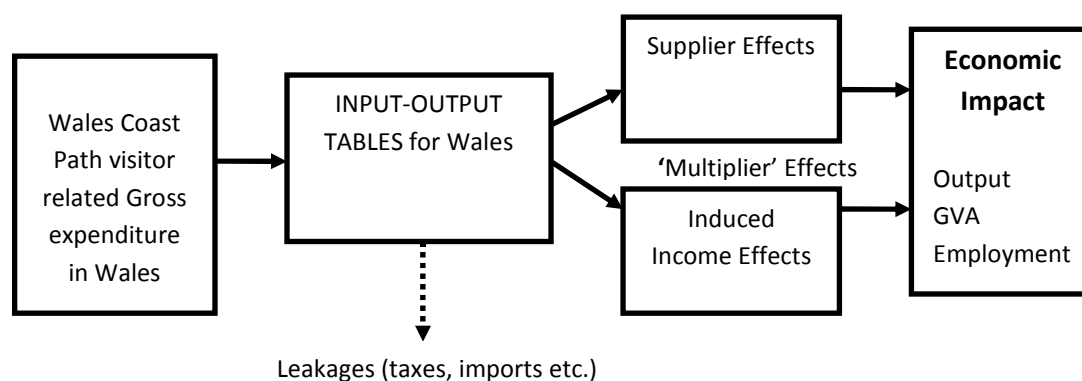 Wales Coast
Path visitor
related Gross
expenditure
in Wales
INPUT-OUTPUT
TABLES for Wales
Leakages (taxes, imports etc.)
Supplier Effects
‘Multiplier’ Effects
Induced
Income Effects
Economic
Impact
Output
GVA
Employment